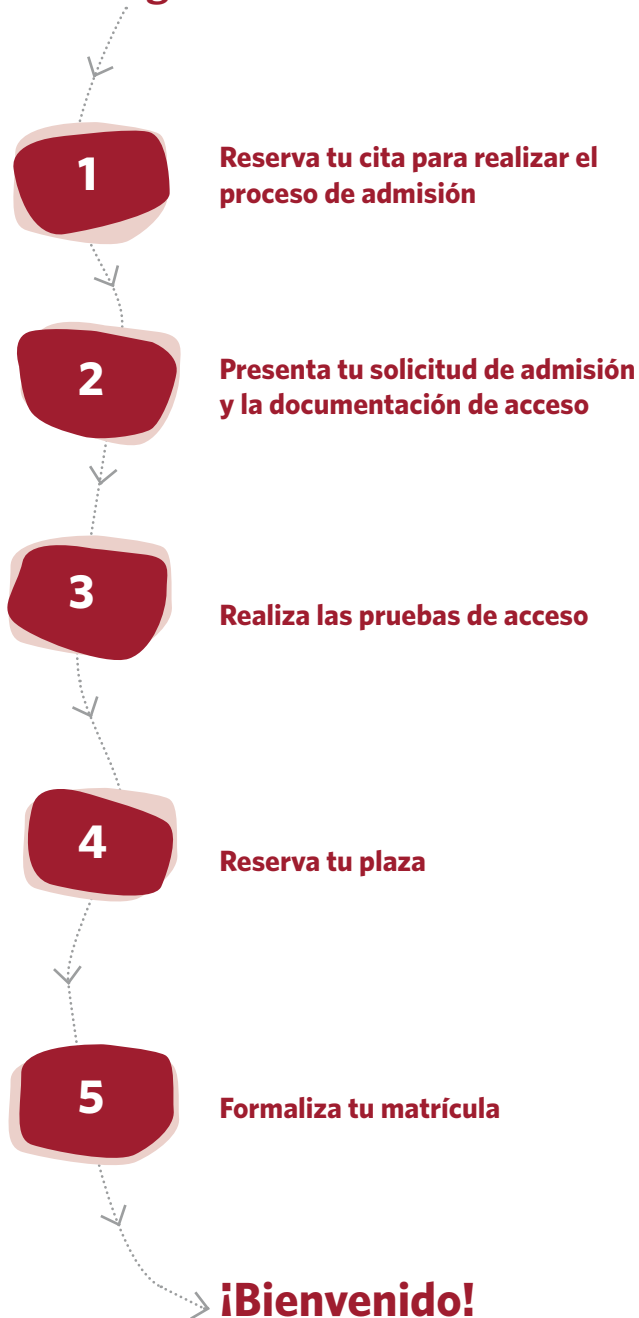 1
Reserva tu cita para realizar el
proceso de admisión
2
Presenta tu solicitud de admisión
y la documentación de acceso
3
Realiza las pruebas de acceso
4
Reserva tu plaza
5
Formaliza tu matrícula
¡Bienvenido!